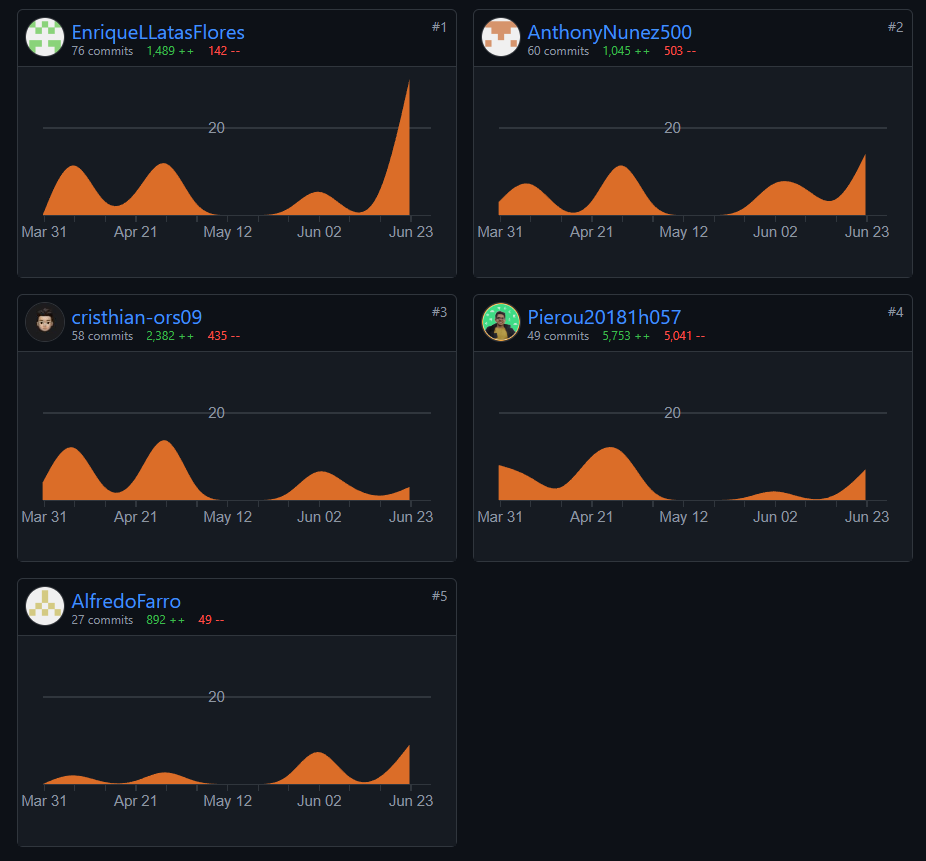 EnriqueLLatasFlores #1
76 commits 1,489 ++ 142 --
20
Mar 31 Apr 21 May 12 Jun 02 Jun 23
AnthonyNunez500 #2
60 commits 1,045 ++ 503 --
20
Mar 31 Apr 21 May 12 Jun 02 Jun 23
cristhian-ors09 #3
58 commits 2,382 ++ 435 --
20
Mar 31 Apr 21 May 12 Jun 02 Jun 23
Pierou20181h057 #4
49 commits 5,753 ++ 5,041 --
20
Mar 31 Apr 21 May 12 Jun 02 Jun 23
AlfredoFarro #5
27 commits 892 ++ 49 --
20
Mar 31 Apr 21 May 12 Jun 02 Jun 23